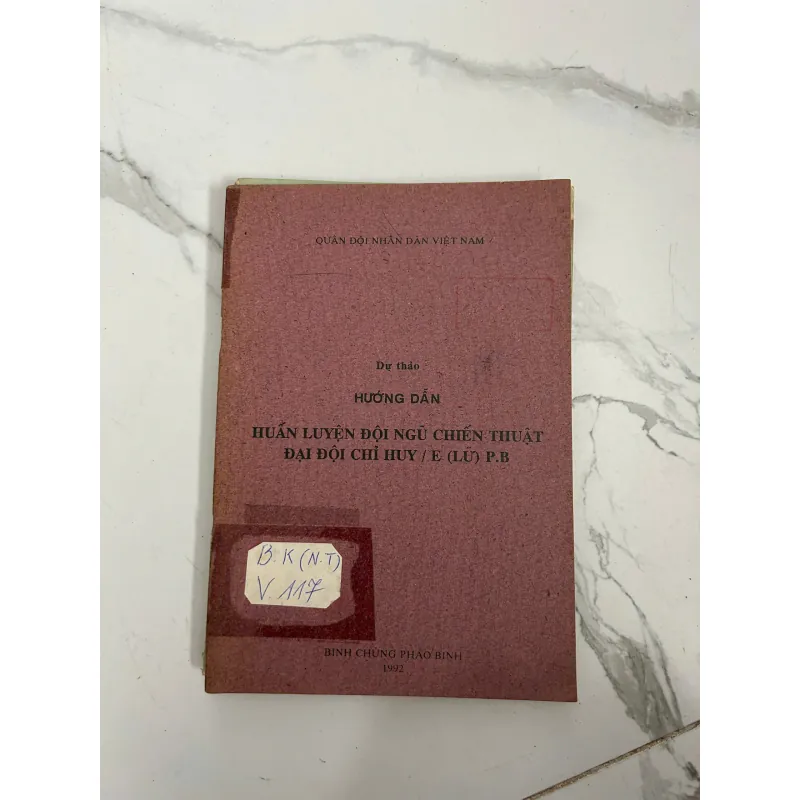 QUÂN ĐỘI NHÂN DÂN VIỆT NAM
Dự thảo
HƯỚNG DẪN
HUẤN LUYỆN ĐỘI NGŨ CHIẾN THUẬT
ĐẠI ĐỘI CHỈ HUY / E (LỮ) P.B
B.K (N.T)
V.117
BINH CHỦNG PHÁO BINH
1992